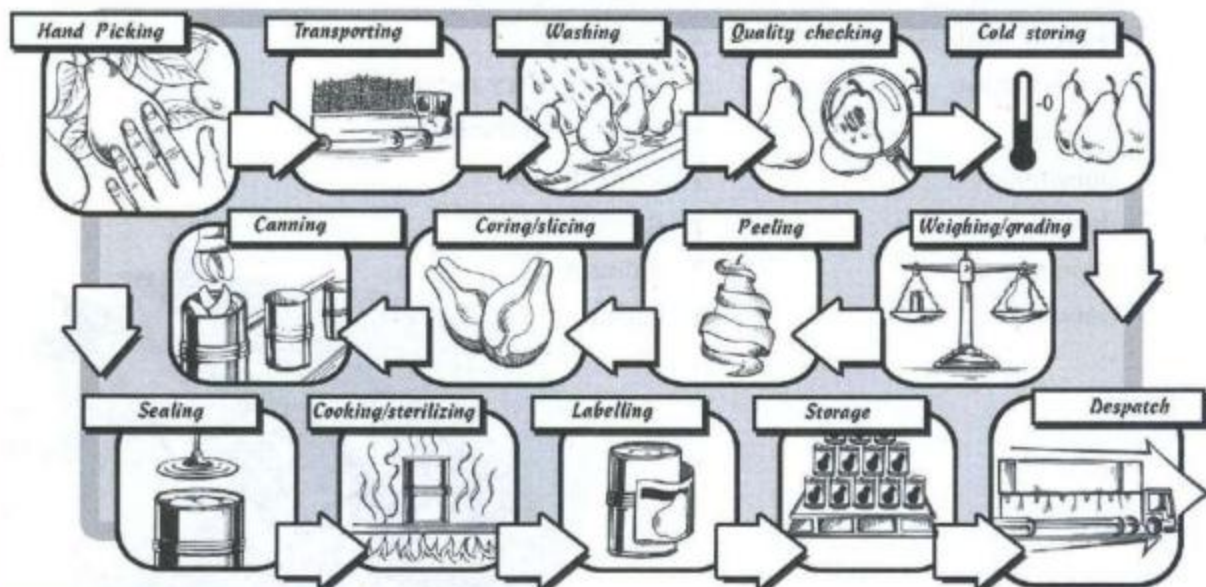 Hand Picking
Transporting
Washing
Quality checking
Cold storing
-0
Canning
Coring/slicing
Peeling
Weighing/grading
Sealing
Cooking/sterilizing
Labelling
Storage
Despatch